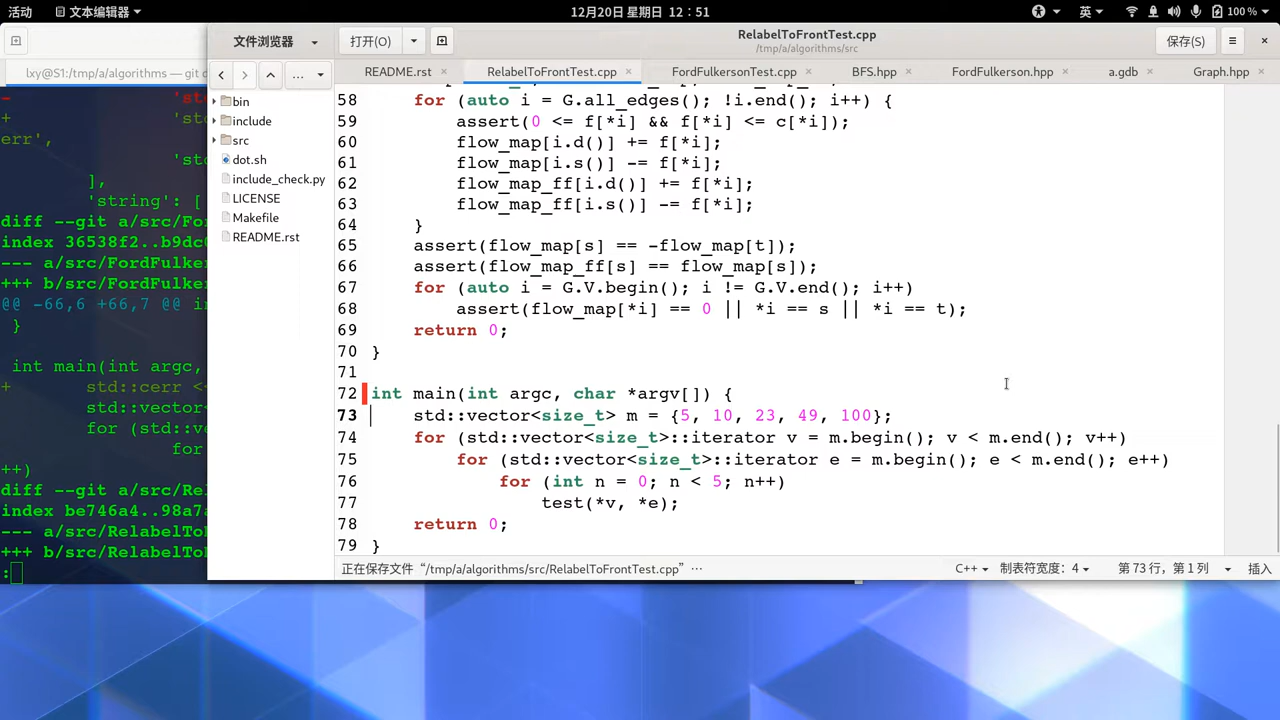 活动
文本编辑器
12月20日 星期日 12∶51
英
100 %
文件浏览器
打开(O)
RelabelToFrontTest.cpp
/tmp/a/algorithms/src
保存(S)
lxy@S1:/tmp/a/algorithms — git d
...
README.rst
RelabelToFrontTest.cpp
FordFulkersonTest.cpp
BFS.hpp
FordFulkerson.hpp
a.gdb
Graph.hpp
- 'st
+ 'st
err',
'st
],
'string': [
diff --git a/src/For
index 36538f2..b9dc
--- a/src/FordFulker
+++ b/src/FordFulker
@@ -66,6 +66,7 @@ i
}
int main(int argc,
+ std::cerr <<
std::vector
for (std::
for
++)
diff --git a/src/Re
index be746a4..98a7
--- a/src/RelabelTo
+++ b/src/RelabelTo
:
bin
include
src
dot.sh
include_check.py
LICENSE
Makefile
README.rst
58 for (auto i = G.all_edges(); !i.end(); i++) {
59 assert(0 <= f[*i] && f[*i] <= c[*i]);
60 flow_map[i.d()] += f[*i];
61 flow_map[i.s()] -= f[*i];
62 flow_map_ff[i.d()] += f[*i];
63 flow_map_ff[i.s()] -= f[*i];
64 }
65 assert(flow_map[s] == -flow_map[t]);
66 assert(flow_map_ff[s] == flow_map[s]);
67 for (auto i = G.V.begin(); i != G.V.end(); i++)
68 assert(flow_map[*i] == 0 || *i == s || *i == t);
69 return 0;
70 }
71
72 int main(int argc, char *argv[]) {
73 std::vector<size_t> m = {5, 10, 23, 49, 100};
74 for (std::vector<size_t>::iterator v = m.begin(); v < m.end(); v++)
75 for (std::vector<size_t>::iterator e = m.begin(); e < m.end(); e++)
76 for (int n = 0; n < 5; n++)
77 test(*v, *e);
78 return 0;
79 }
正在保存文件 “/tmp/a/algorithms/src/RelabelToFrontTest.cpp” ⋯
C++
制表符宽度：4
第 73 行，第 1 列
插入